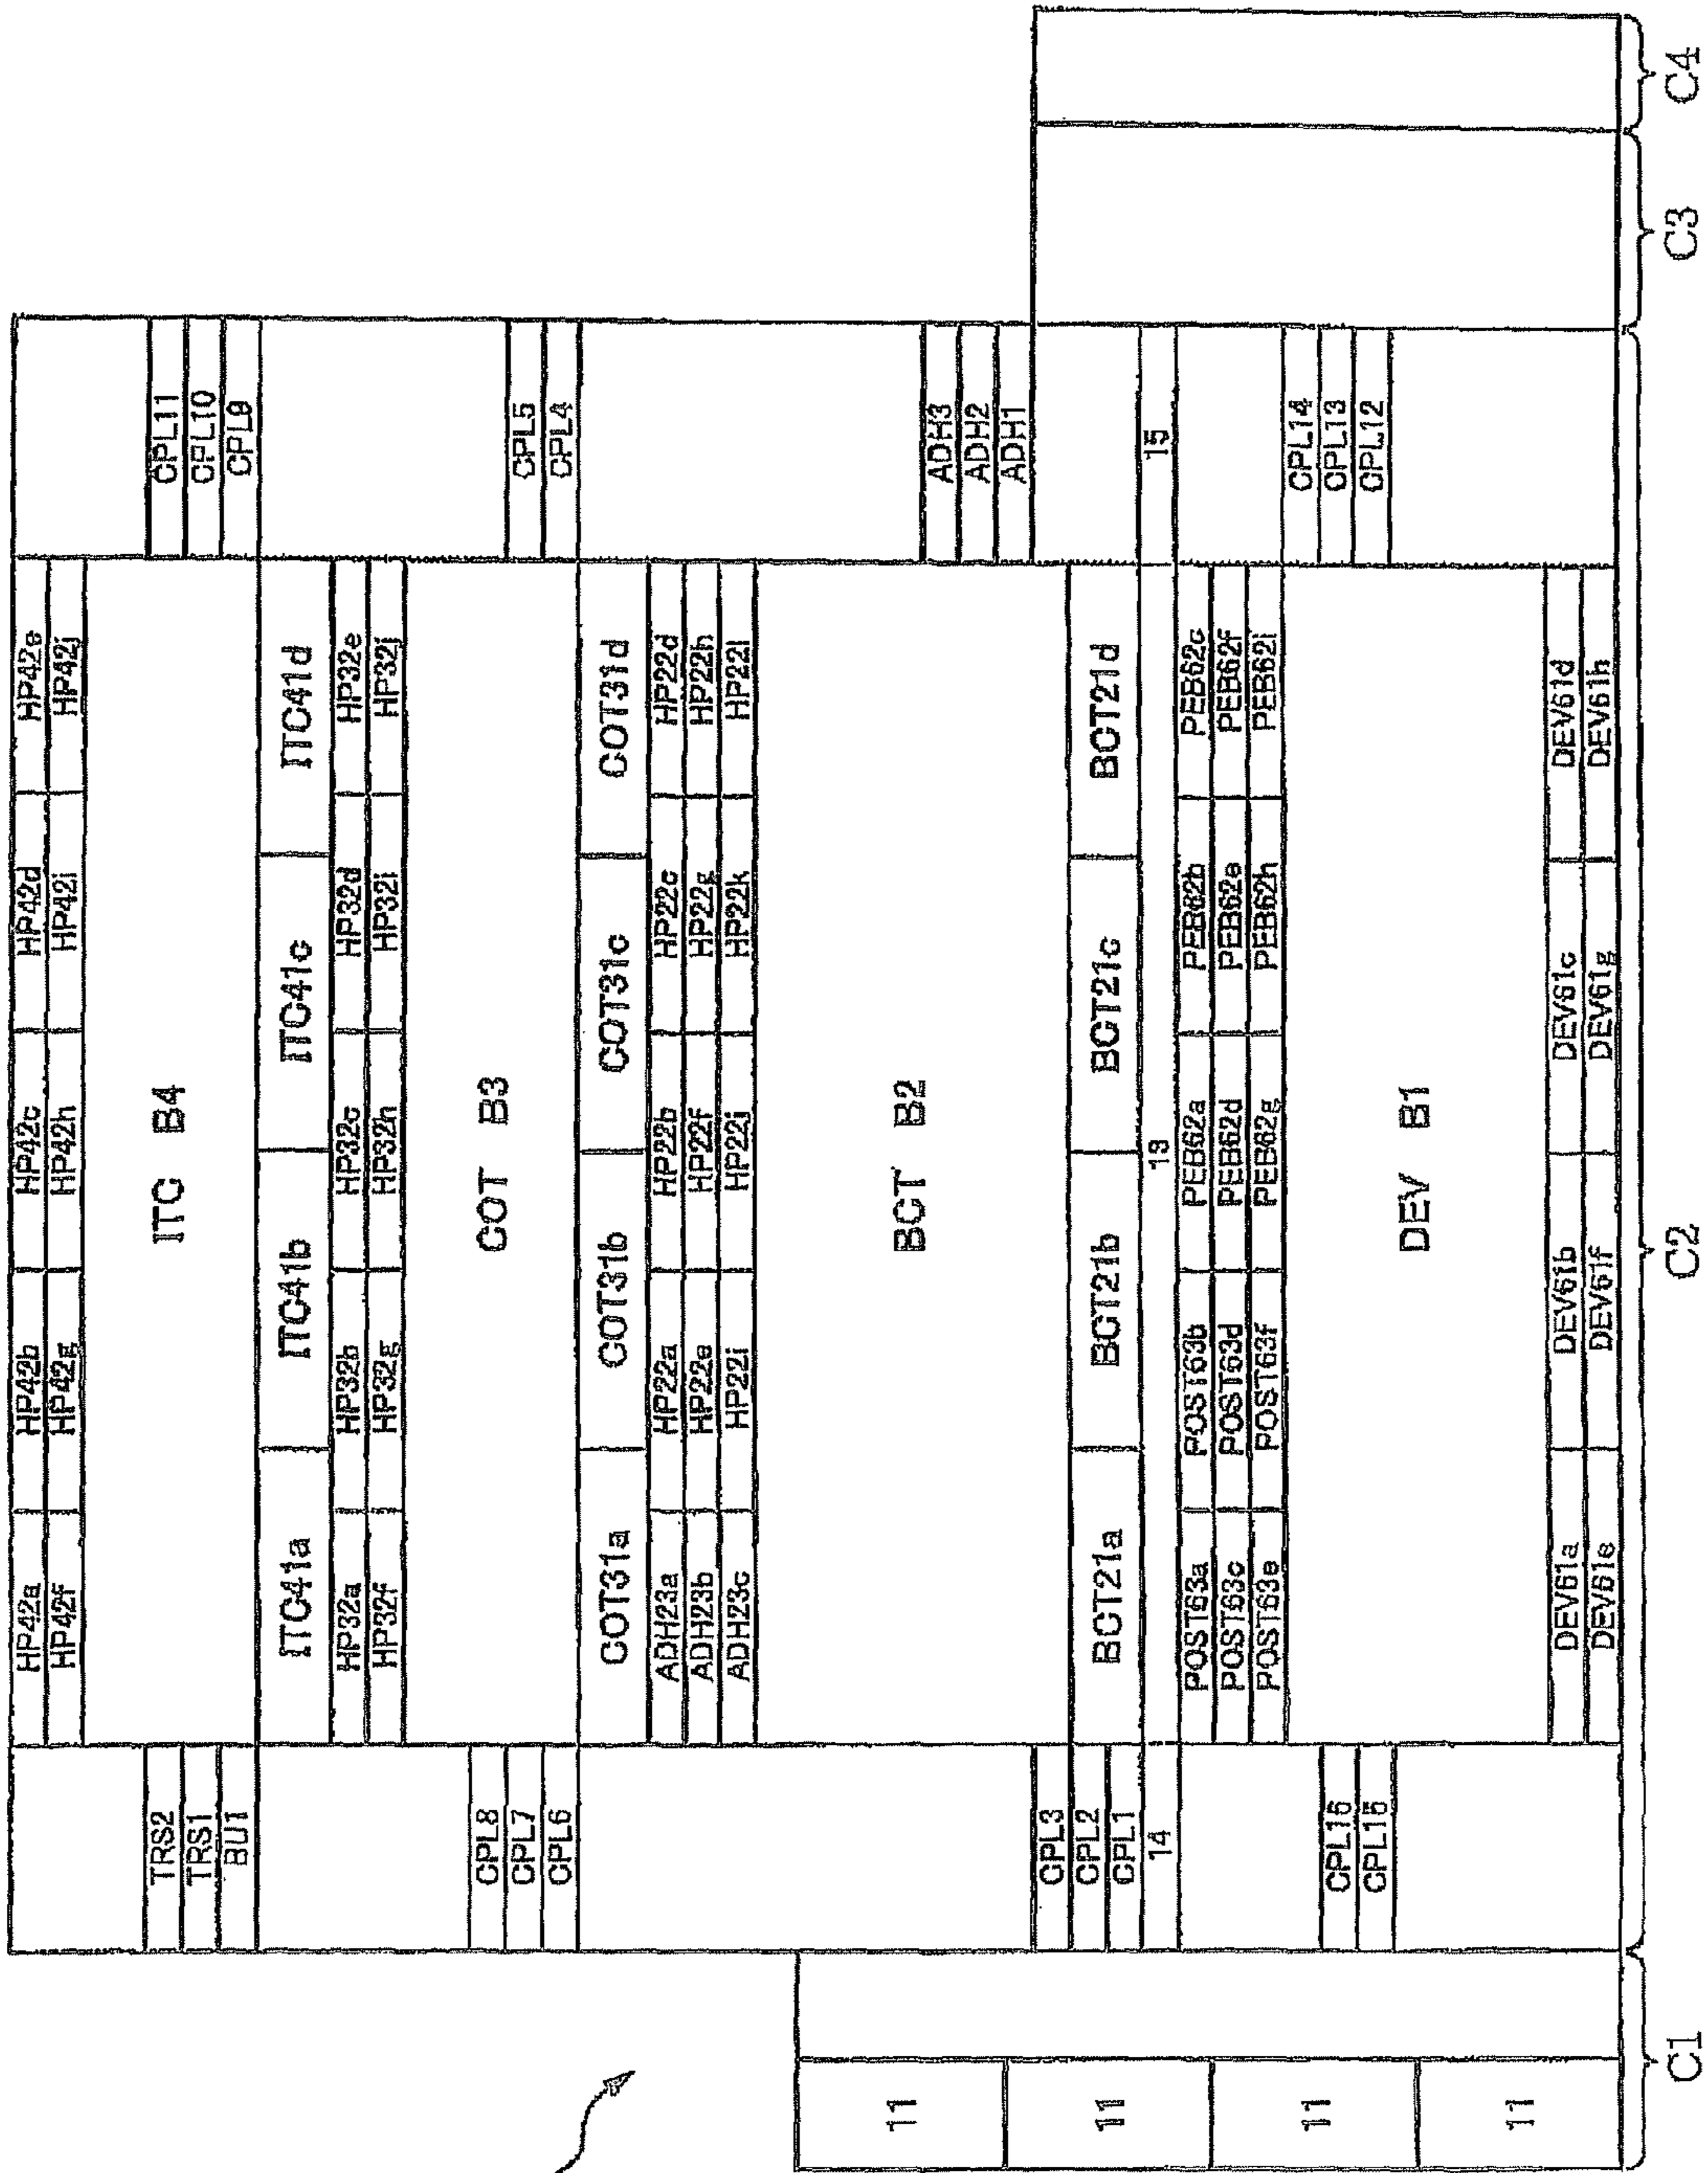 HP42a HP42b HP42c HP42d HP42e
HP42f HP42g HP42h HP42i HP42j
TRS2 ITC B4 CPL11
TRS1 CPL10
BU1 CPL9
ITC41a ITC41b ITC41c ITC41d
HP32a HP32b HP32c HP32d HP32e
HP32f HP32g HP32h HP32i HP32j
CPL8 COT B3
CPL7 CPL5
CPL6 CPL4
COT31a COT31b COT31c COT31d
ADH23a HP22a HP22b HP22c HP22d
ADH23b HP22e HP22f HP22g HP22h
ADH23c HP22i HP22j HP22k HP22l
BCT B2 ADH3
ADH2
CPL3 ADH1
CPL2 BCT21a BCT21b BCT21c BCT21d
CPL1
14 13 15
POST63a POST63b PEB62a PEB62b PEB62c
POST63c POST63d PEB62d PEB62e PEB62f
POST63e POST63f PEB62g PEB62h PEB62i
CPL14
CPL16 CPL13
CPL15 CPL12
DEV B1
DEV61a DEV61b DEV61c DEV61d
DEV61e DEV61f DEV61g DEV61h
11
11
11
11
C1 C2 C3 C4